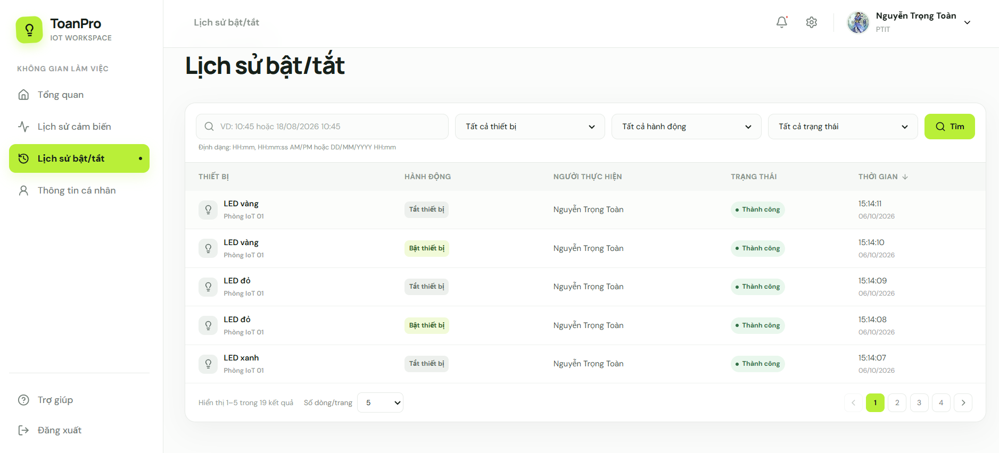 ToanPro
IOT WORKSPACE
KHÔNG GIAN LÀM VIỆC
Tổng quan
Lịch sử cảm biến
Lịch sử bật/tắt
Thông tin cá nhân
Trợ giúp
Đăng xuất
Lịch sử bật/tắt
Nguyễn Trọng Toàn
PTIT
Lịch sử bật/tắt
VD: 10:45 hoặc 18/08/2026 10:45
Tất cả thiết bị
Tất cả hành động
Tất cả trạng thái
Tìm
Định dạng: HH:mm, HH:mm:ss AM/PM hoặc DD/MM/YYYY HH:mm
THIẾT BỊ HÀNH ĐỘNG NGƯỜI THỰC HIỆN TRẠNG THÁI THỜI GIAN ↓
LED vàng Tắt thiết bị Nguyễn Trọng Toàn Thành công 15:14:11
Phòng IoT 01 06/10/2026
LED vàng Bật thiết bị Nguyễn Trọng Toàn Thành công 15:14:10
Phòng IoT 01 06/10/2026
LED đỏ Tắt thiết bị Nguyễn Trọng Toàn Thành công 15:14:09
Phòng IoT 01 06/10/2026
LED đỏ Bật thiết bị Nguyễn Trọng Toàn Thành công 15:14:08
Phòng IoT 01 06/10/2026
LED xanh Tắt thiết bị Nguyễn Trọng Toàn Thành công 15:14:07
Phòng IoT 01 06/10/2026
Hiển thị 1–5 trong 19 kết quả Số dòng/trang 5 1 2 3 4